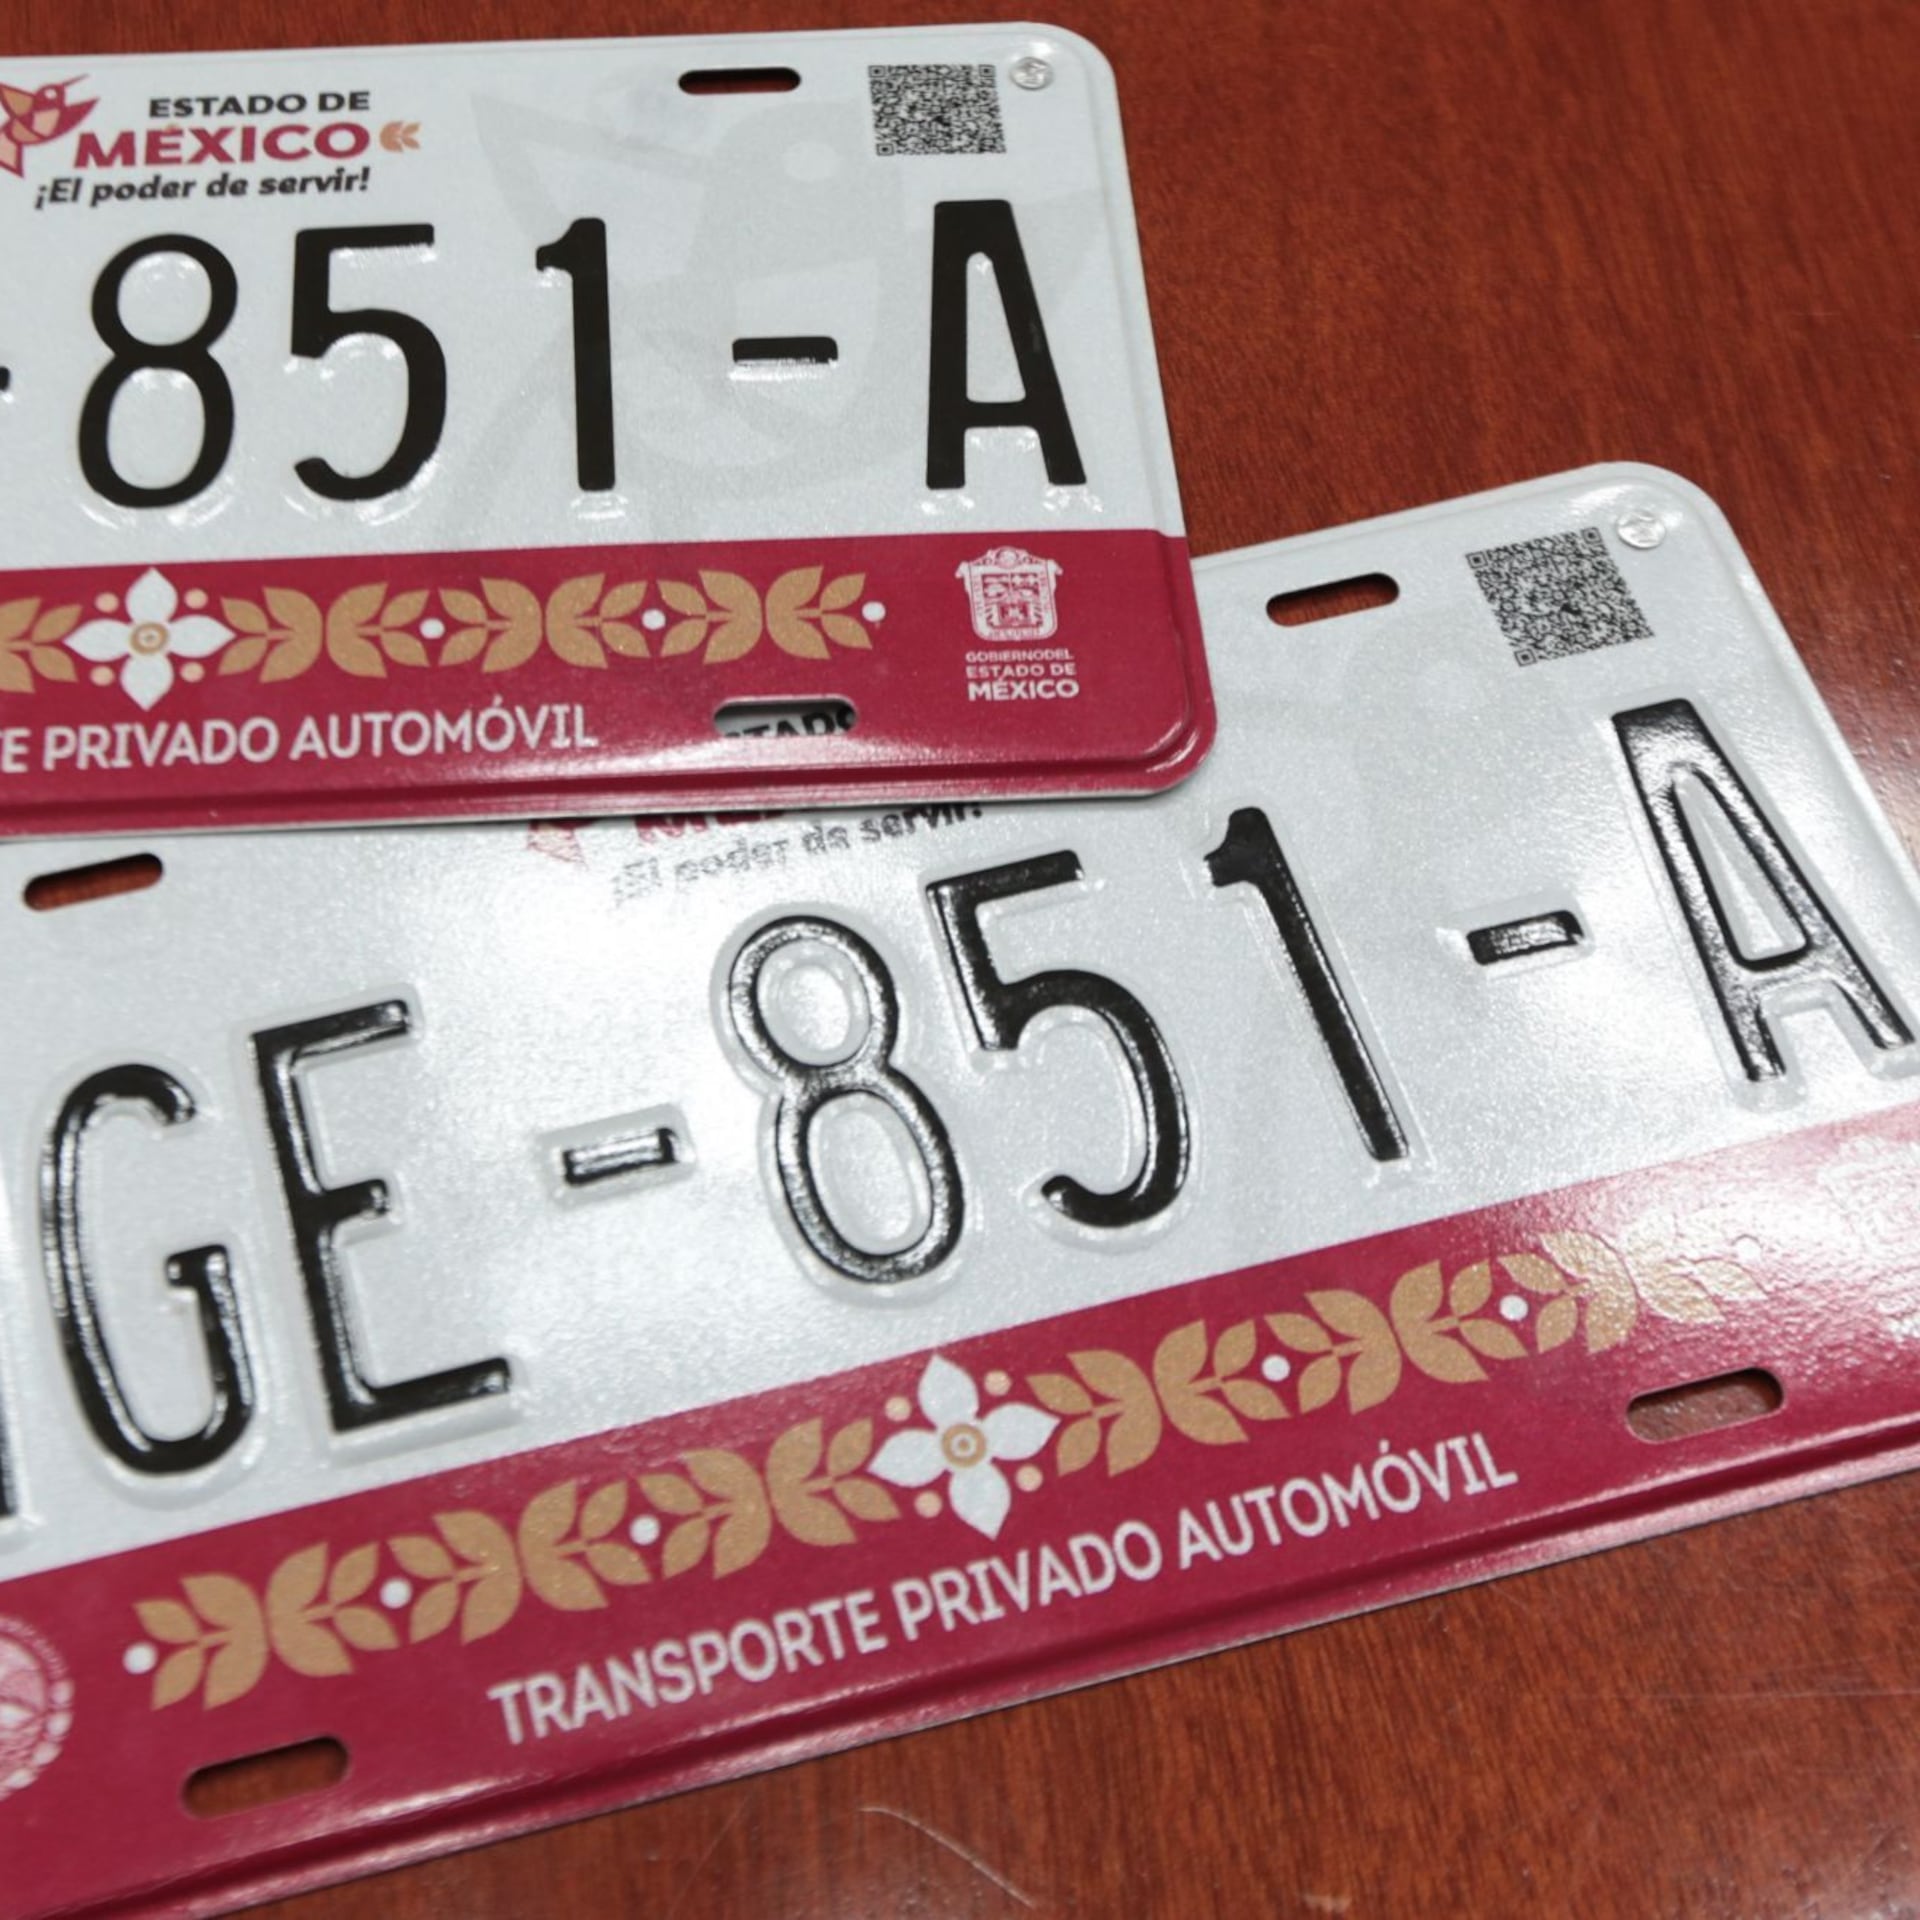 ESTADO DE
MÉXICO
¡El poder de servir!
-851-A
GOBIERNO DEL
ESTADO DE
MÉXICO
PRIVADO AUTOMÓVIL
¡El poder de servir!
GE-851-A
TRANSPORTE PRIVADO AUTOMÓVIL